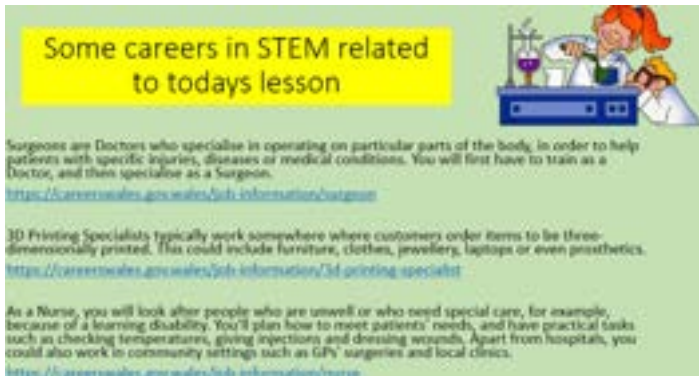 Some careers in STEM related
to todays lesson
Surgeons are Doctors who specialise in operating on particular parts of the body, in order to help
patients with specific injuries, diseases or medical conditions. You will first have to train as a
Doctor, and then specialise as a Surgeon.
https://careerswales.gov.wales/job-information/surgeon
3D Printing Specialists typically work somewhere where customers order items to be three-
dimensionally printed. This could include furniture, clothes, jewellery, laptops or even prosthetics.
https://careerswales.gov.wales/job-information/3d-printing-specialist
As a Nurse, you will look after people who are unwell or who need special care, for example,
because of a learning disability. You'll plan how to meet patients' needs, and have practical tasks
such as checking temperatures, giving injections and dressing wounds. Apart from hospitals, you
could also work in community settings such as GPs' surgeries and local clinics.
https://careerswales.gov.wales/job-information/nurse